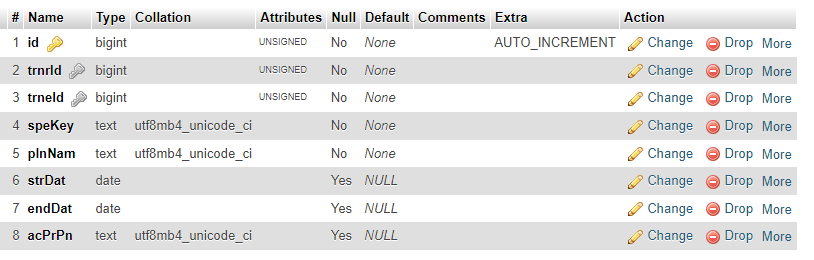 # Name Type Collation Attributes Null Default Comments Extra Action
1 id bigint UNSIGNED No None AUTO_INCREMENT Change Drop More
2 trnrId bigint UNSIGNED No None Change Drop More
3 trneId bigint UNSIGNED No None Change Drop More
4 speKey text utf8mb4_unicode_ci No None Change Drop More
5 plnNam text utf8mb4_unicode_ci No None Change Drop More
6 strDat date Yes NULL Change Drop More
7 endDat date Yes NULL Change Drop More
8 acPrPn text utf8mb4_unicode_ci Yes NULL Change Drop More